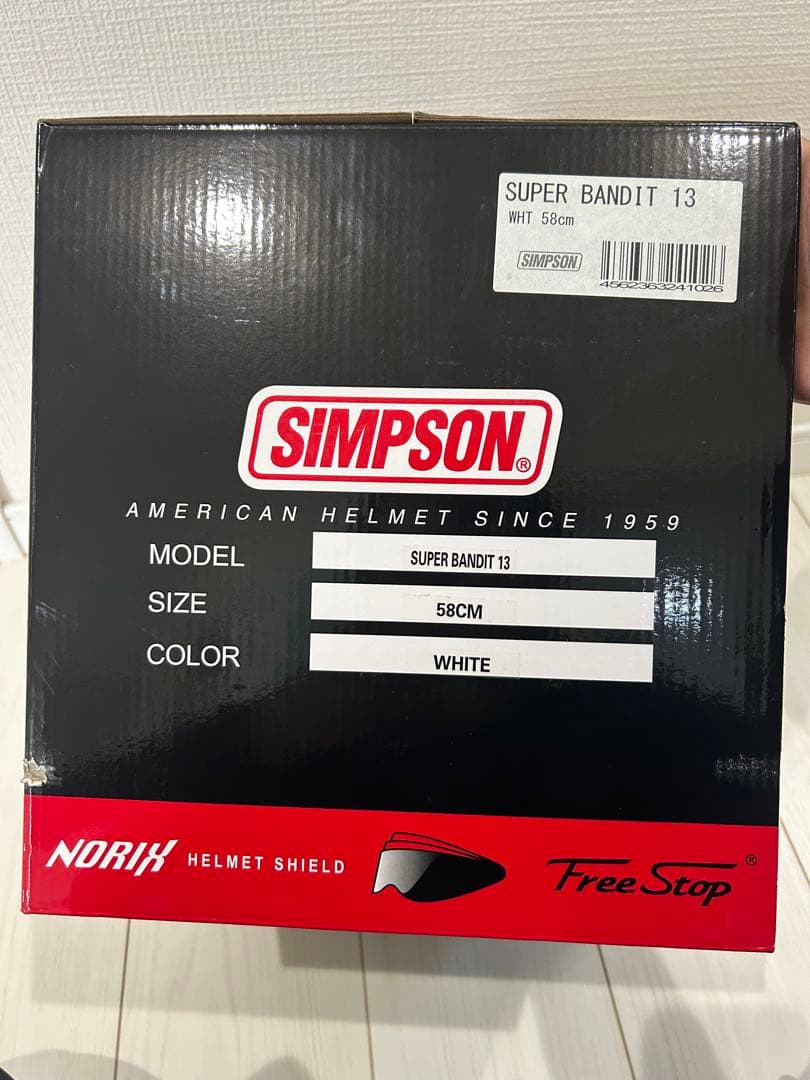 SUPER BANDIT 13
WHT 58cm
SIMPSON
4562363241026
SIMPSON®
AMERICAN HELMET SINCE 1959
MODEL SUPER BANDIT 13
SIZE 58CM
COLOR WHITE
NORIX HELMET SHIELD Free Stop®